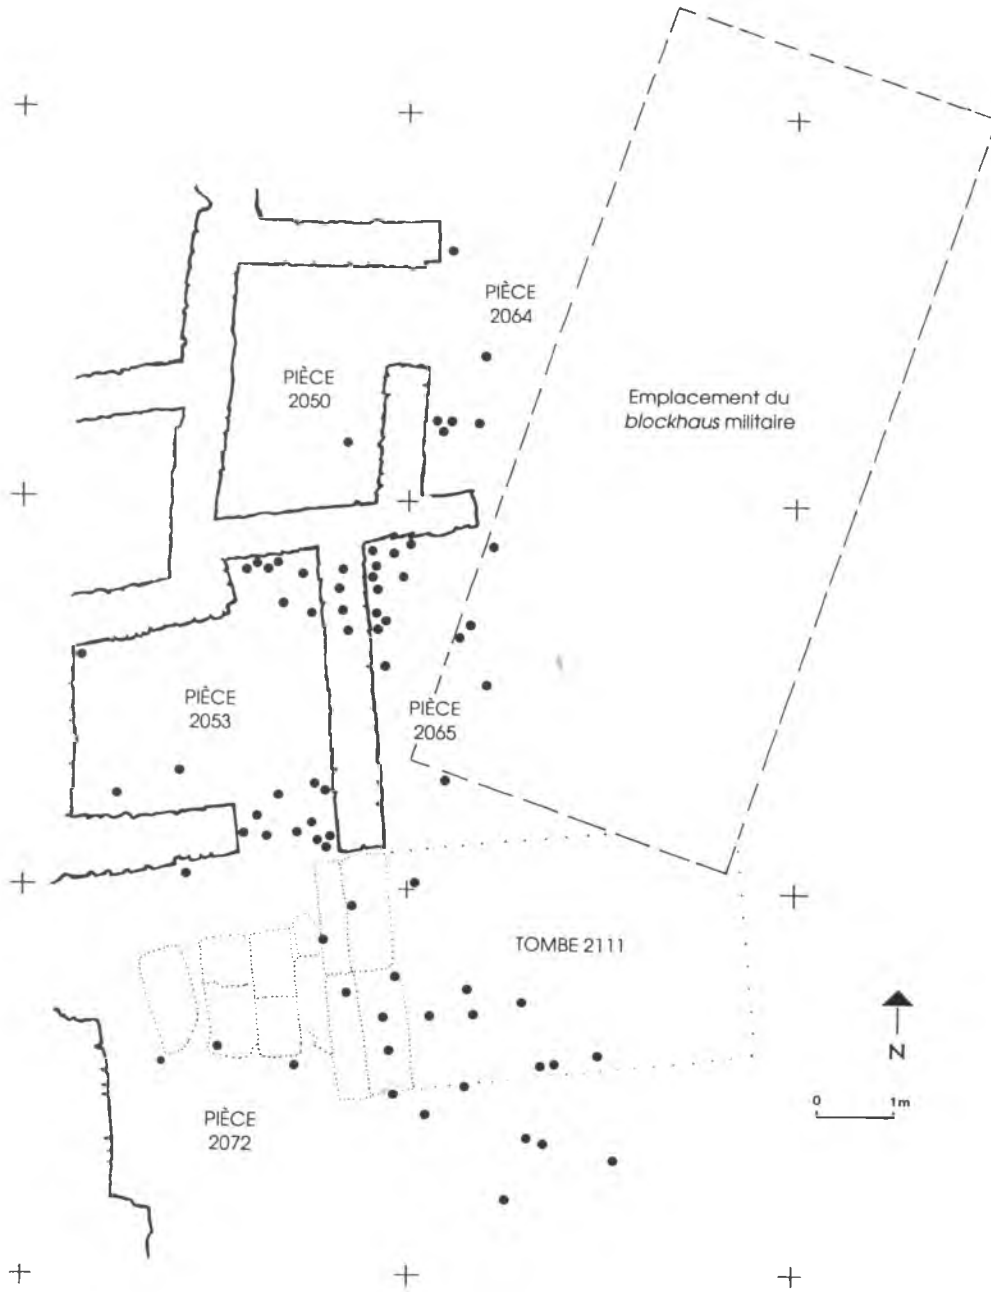 PIÈCE
2064
PIÈCE
2050
Emplacement du
blockhaus militaire
PIÈCE
2053
PIÈCE
2065
TOMBE 2111
N
0 1m
PIÈCE
2072